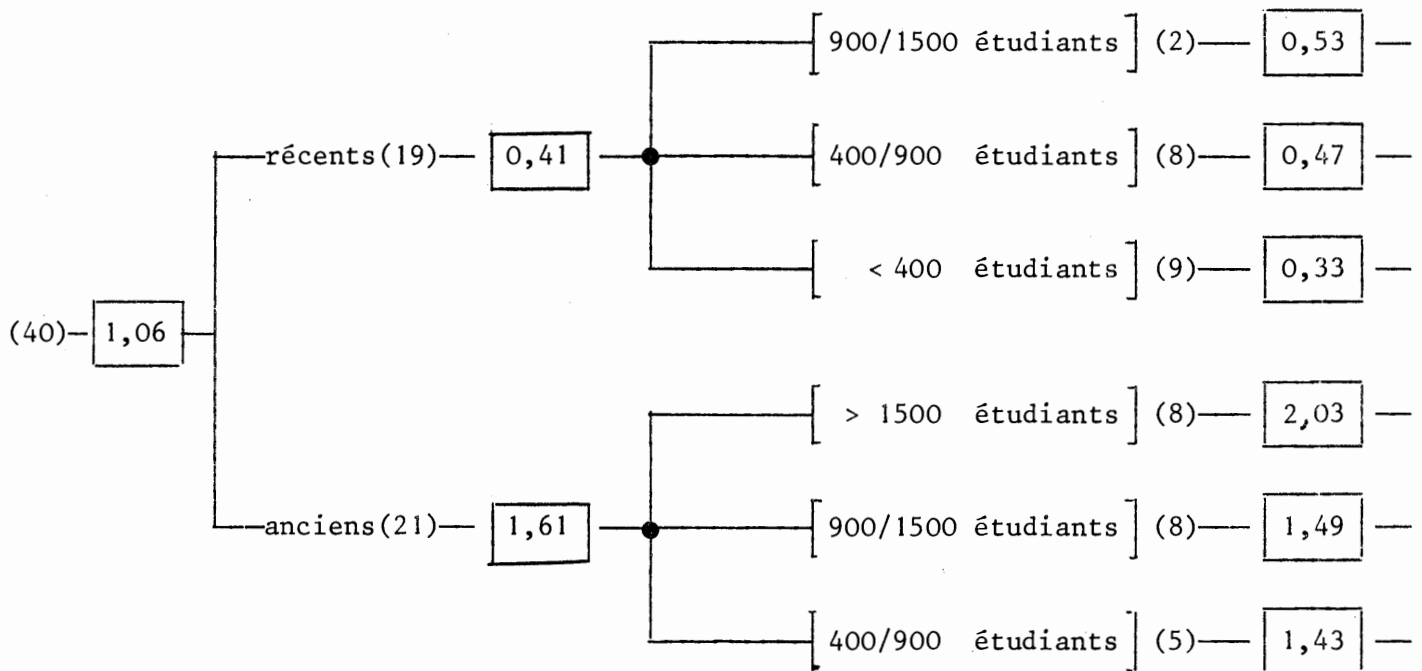 [ 900/1500 étudiants ] (2) — 0,53 —
récents(19) — 0,41 — [ 400/900 étudiants ] (8) — 0,47 —
[ < 400 étudiants ] (9) — 0,33 —
(40) — 1,06
[ > 1500 étudiants ] (8) — 2,03 —
anciens(21) — 1,61 — [ 900/1500 étudiants ] (8) — 1,49 —
[ 400/900 étudiants ] (5) — 1,43 —